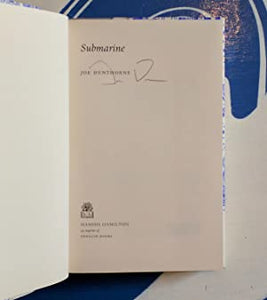 Submarine
JOE DUNTHORNE
HAMISH HAMILTON
an imprint of
PENGUIN BOOKS